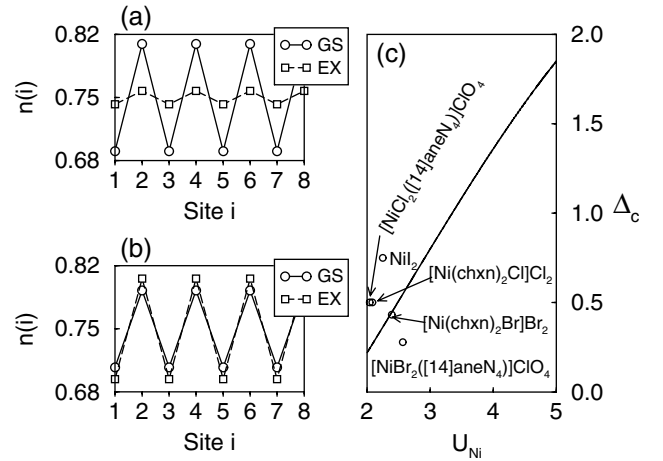 (a)
0.82
0.75
0.68
n(i)
GS
EX
1 2 3 4 5 6 7 8
Site i
(b)
0.82
0.75
0.68
n(i)
GS
EX
1 2 3 4 5 6 7 8
Site i
(c)
2.0
1.5
1.0
0.5
0.0
Δc
[NiCl2([14]aneN4)]ClO4
NiI2
[Ni(chxn)2Cl]Cl2
[Ni(chxn)2Br]Br2
[NiBr2([14]aneN4)]ClO4
2 3 4 5
UNi